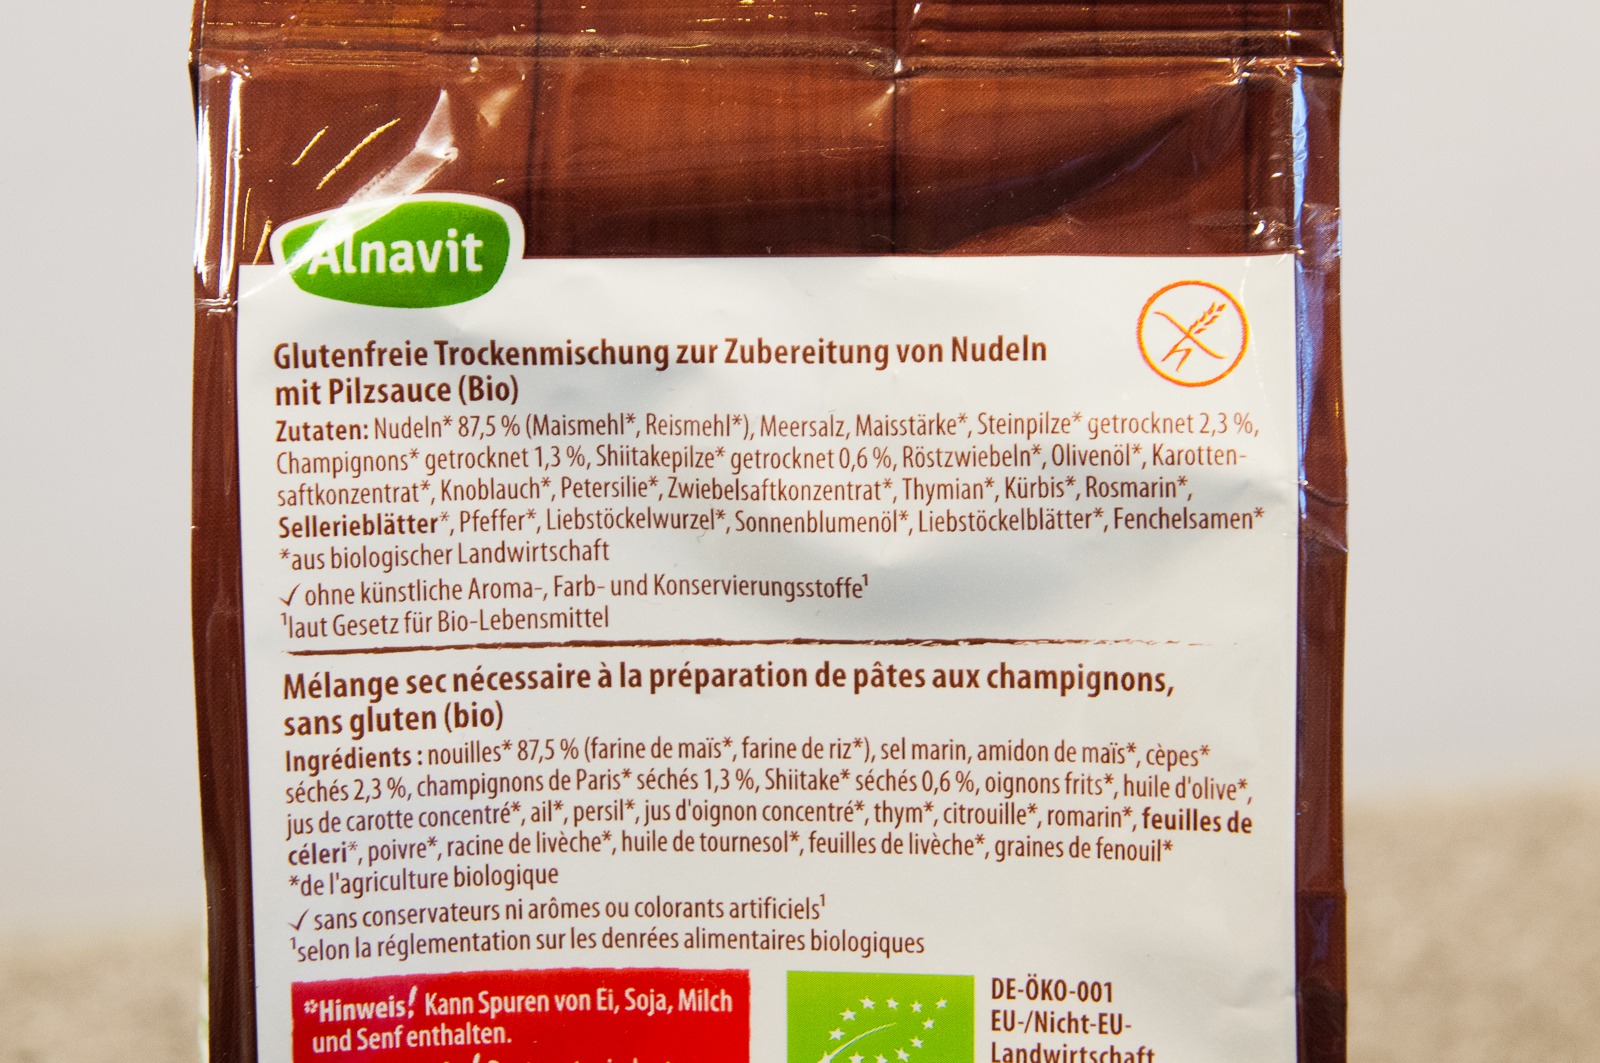 Alnavit
Glutenfreie Trockenmischung zur Zubereitung von Nudeln
mit Pilzsauce (Bio)
Zutaten: Nudeln* 87,5 % (Maismehl*, Reismehl*), Meersalz, Maisstärke*, Steinpilze* getrocknet 2,3 %,
Champignons* getrocknet 1,3 %, Shiitakepilze* getrocknet 0,6 %, Röstzwiebeln*, Olivenöl*, Karotten-
saftkonzentrat*, Knoblauch*, Petersilie*, Zwiebelsaftkonzentrat*, Thymian*, Kürbis*, Rosmarin*,
Sellerieblätter*, Pfeffer*, Liebstöckelwurzel*, Sonnenblumenöl*, Liebstöckelblätter*, Fenchelsamen*
*aus biologischer Landwirtschaft
✓ ohne künstliche Aroma-, Farb- und Konservierungsstoffe¹
¹laut Gesetz für Bio-Lebensmittel
Mélange sec nécessaire à la préparation de pâtes aux champignons,
sans gluten (bio)
Ingrédients : nouilles* 87,5 % (farine de maïs*, farine de riz*), sel marin, amidon de maïs*, cèpes*
séchés 2,3 %, champignons de Paris* séchés 1,3 %, Shiitake* séchés 0,6 %, oignons frits*, huile d'olive*,
jus de carotte concentré*, ail*, persil*, jus d'oignon concentré*, thym*, citrouille*, romarin*, feuilles de
céleri*, poivre*, racine de livèche*, huile de tournesol*, feuilles de livèche*, graines de fenouil*
*de l'agriculture biologique
✓ sans conservateurs ni arômes ou colorants artificiels¹
¹selon la réglementation sur les denrées alimentaires biologiques
Hinweis! Kann Spuren von Ei, Soja, Milch
und Senf enthalten.
DE-ÖKO-001
EU-/Nicht-EU-
Landwirtschaft